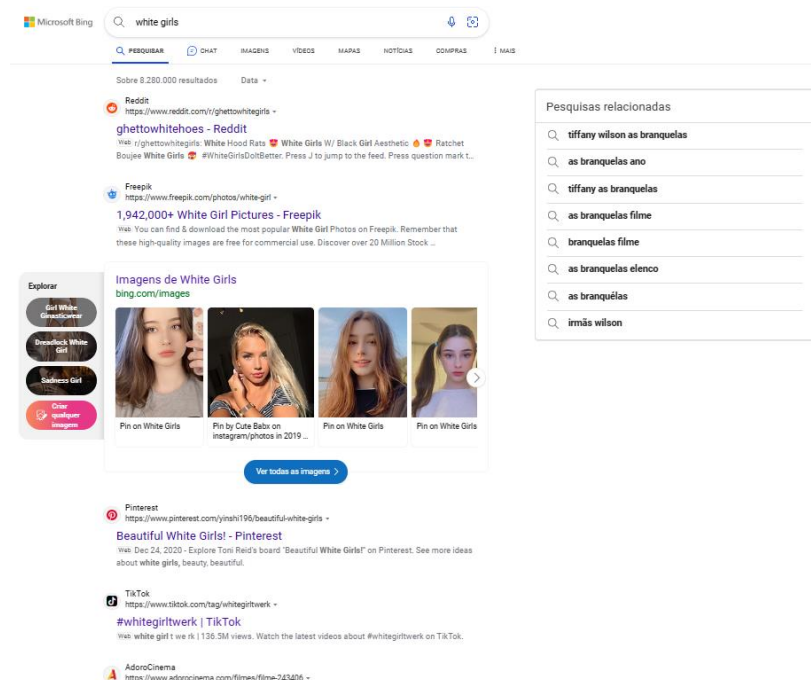 Microsoft Bing
white girls
PESQUISAR CHAT IMAGENS VÍDEOS MAPAS NOTÍCIAS COMPRAS MAIS
Sobre 8.280.000 resultados Data
Reddit
https://www.reddit.com/r/ghettowhitegirls
ghettowhitehoes - Reddit
Web r/ghettowhitegirls: White Hood Rats White Girls W/ Black Girl Aesthetic Ratchet
Boujee White Girls #WhiteGirlsDoItBetter. Press J to jump to the feed. Press question mark t...
Freepik
https://www.freepik.com/photos/white-girl
1,942,000+ White Girl Pictures - Freepik
Web You can find & download the most popular White Girl Photos on Freepik. Remember that
these high-quality images are free for commercial use. Discover over 20 Million Stock ...
Explorar
Girl White
Ginasticwear
Dreadlock White
Girl
Sadness Girl
Criar
qualquer
imagem
Imagens de White Girls
bing.com/images
Pin on White Girls
Pin by Cute Babx on
instagram/photos in 2019 ...
Pin on White Girls
Pin on White Girls
Ver todas as imagens
Pinterest
https://www.pinterest.com/yinshi196/beautiful-white-girls
Beautiful White Girls! - Pinterest
Web Dec 24, 2020 - Explore Toni Reid's board "Beautiful White Girls!" on Pinterest. See more ideas
about white girls, beauty, beautiful.
TikTok
https://www.tiktok.com/tag/whitegirltwerk
#whitegirltwerk | TikTok
Web white girl t we rk | 136.5M views. Watch the latest videos about #whitegirltwerk on TikTok.
AdoroCinema
https://www.adorocinema.com/filmes/filme-243406
Pesquisas relacionadas
tiffany wilson as branquelas
as branquelas ano
tiffany as branquelas
as branquelas filme
branquelas filme
as branquelas elenco
as branquélas
irmãs wilson